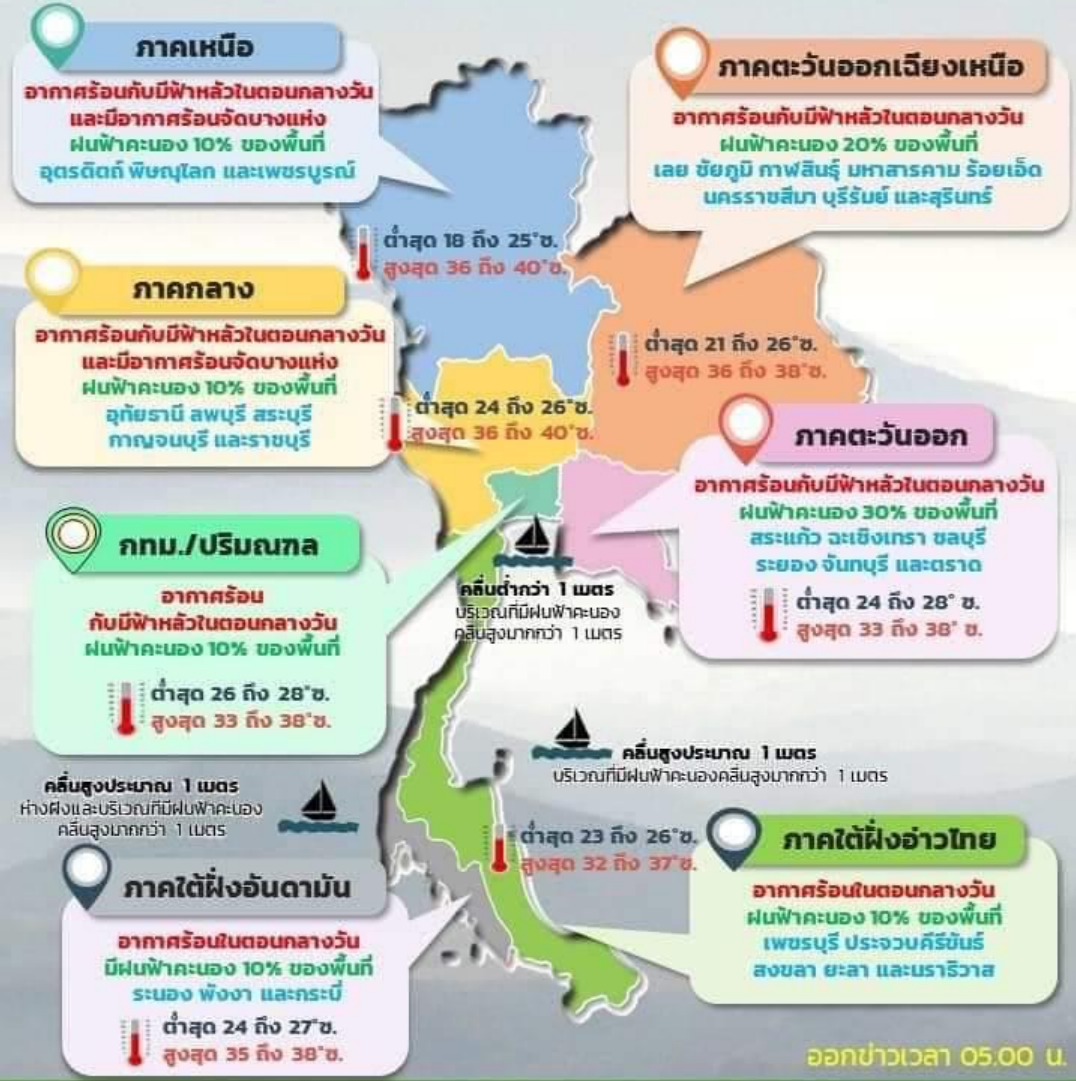 ภาคเหนือ
อากาศร้อนกับมีฟ้าหลัวในตอนกลางวัน
และมีอากาศร้อนจัดบางแห่ง
ฝนฟ้าคะนอง 10% ของพื้นที่
อุตรดิตถ์ พิษณุโลก และเพชรบูรณ์
ต่ำสุด 18 ถึง 25°ซ.
สูงสุด 36 ถึง 40°ซ.
ภาคตะวันออกเฉียงเหนือ
อากาศร้อนกับมีฟ้าหลัวในตอนกลางวัน
ฝนฟ้าคะนอง 20% ของพื้นที่
เลย ชัยภูมิ กาฬสินธุ์ มหาสารคาม ร้อยเอ็ด
นครราชสีมา บุรีรัมย์ และสุรินทร์
ต่ำสุด 21 ถึง 26°ซ.
สูงสุด 36 ถึง 38°ซ.
ภาคกลาง
อากาศร้อนกับมีฟ้าหลัวในตอนกลางวัน
และมีอากาศร้อนจัดบางแห่ง
ฝนฟ้าคะนอง 10% ของพื้นที่
อุทัยธานี ลพบุรี สระบุรี
กาญจนบุรี และราชบุรี
ต่ำสุด 24 ถึง 26°ซ.
สูงสุด 36 ถึง 40°ซ.
ภาคตะวันออก
อากาศร้อนกับมีฟ้าหลัวในตอนกลางวัน
ฝนฟ้าคะนอง 30% ของพื้นที่
สระแก้ว ฉะเชิงเทรา ชลบุรี
ระยอง จันทบุรี และตราด
ต่ำสุด 24 ถึง 28° ซ.
สูงสุด 33 ถึง 38° ซ.
กทม./ปริมณฑล
อากาศร้อน
กับมีฟ้าหลัวในตอนกลางวัน
ฝนฟ้าคะนอง 10% ของพื้นที่
ต่ำสุด 26 ถึง 28°ซ.
สูงสุด 33 ถึง 38°ซ.
คลื่นต่ำกว่า 1 เมตร
บริเวณที่มีฝนฟ้าคะนอง
คลื่นสูงมากกว่า 1 เมตร
คลื่นสูงประมาณ 1 เมตร
บริเวณที่มีฝนฟ้าคะนองคลื่นสูงมากกว่า 1 เมตร
คลื่นสูงประมาณ 1 เมตร
ห่างฝั่งและบริเวณที่มีฝนฟ้าคะนอง
คลื่นสูงมากกว่า 1 เมตร
ภาคใต้ฝั่งอ่าวไทย
อากาศร้อนในตอนกลางวัน
ฝนฟ้าคะนอง 10% ของพื้นที่
เพชรบุรี ประจวบคีรีขันธ์
สงขลา ยะลา และนราธิวาส
ต่ำสุด 23 ถึง 26°ซ.
สูงสุด 32 ถึง 37°ซ.
ภาคใต้ฝั่งอันดามัน
อากาศร้อนในตอนกลางวัน
มีฝนฟ้าคะนอง 10% ของพื้นที่
ระนอง พังงา และกระบี่
ต่ำสุด 24 ถึง 27°ซ.
สูงสุด 35 ถึง 38°ซ.
ออกข่าวเวลา 05.00 น.